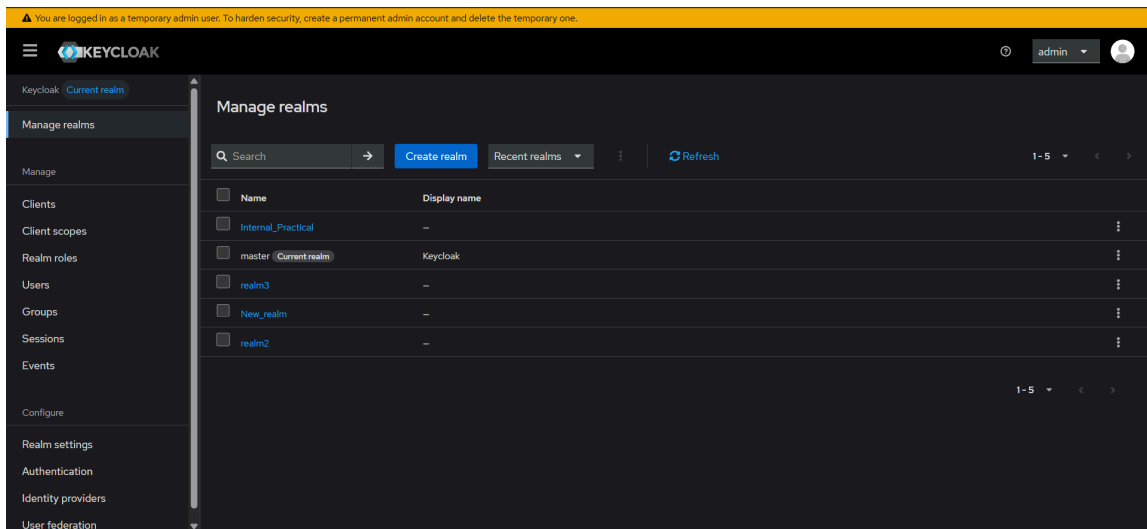 You are logged in as a temporary admin user. To harden security, create a permanent admin account and delete the temporary one.
KEYCLOAK
admin
Keycloak Current realm
Manage realms
Manage
Clients
Client scopes
Realm roles
Users
Groups
Sessions
Events
Configure
Realm settings
Authentication
Identity providers
User federation
Manage realms
Search Create realm Recent realms Refresh 1 - 5
Name Display name
Internal_Practical –
master Current realm Keycloak
realm3 –
New_realm –
realm2 –
1 - 5